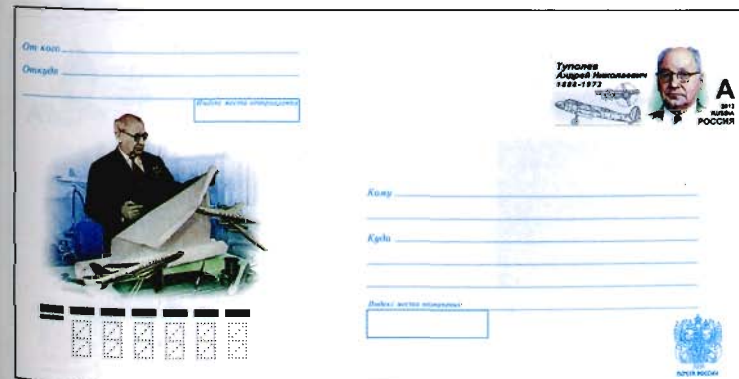 От кого
Откуда
Индекс места отправления
Туполев
Андрей Николаевич
1888-1972
А
2013
RUSSIA
РОССИЯ
Кому
Куда
Индекс места назначения
ПОЧТА РОССИИ